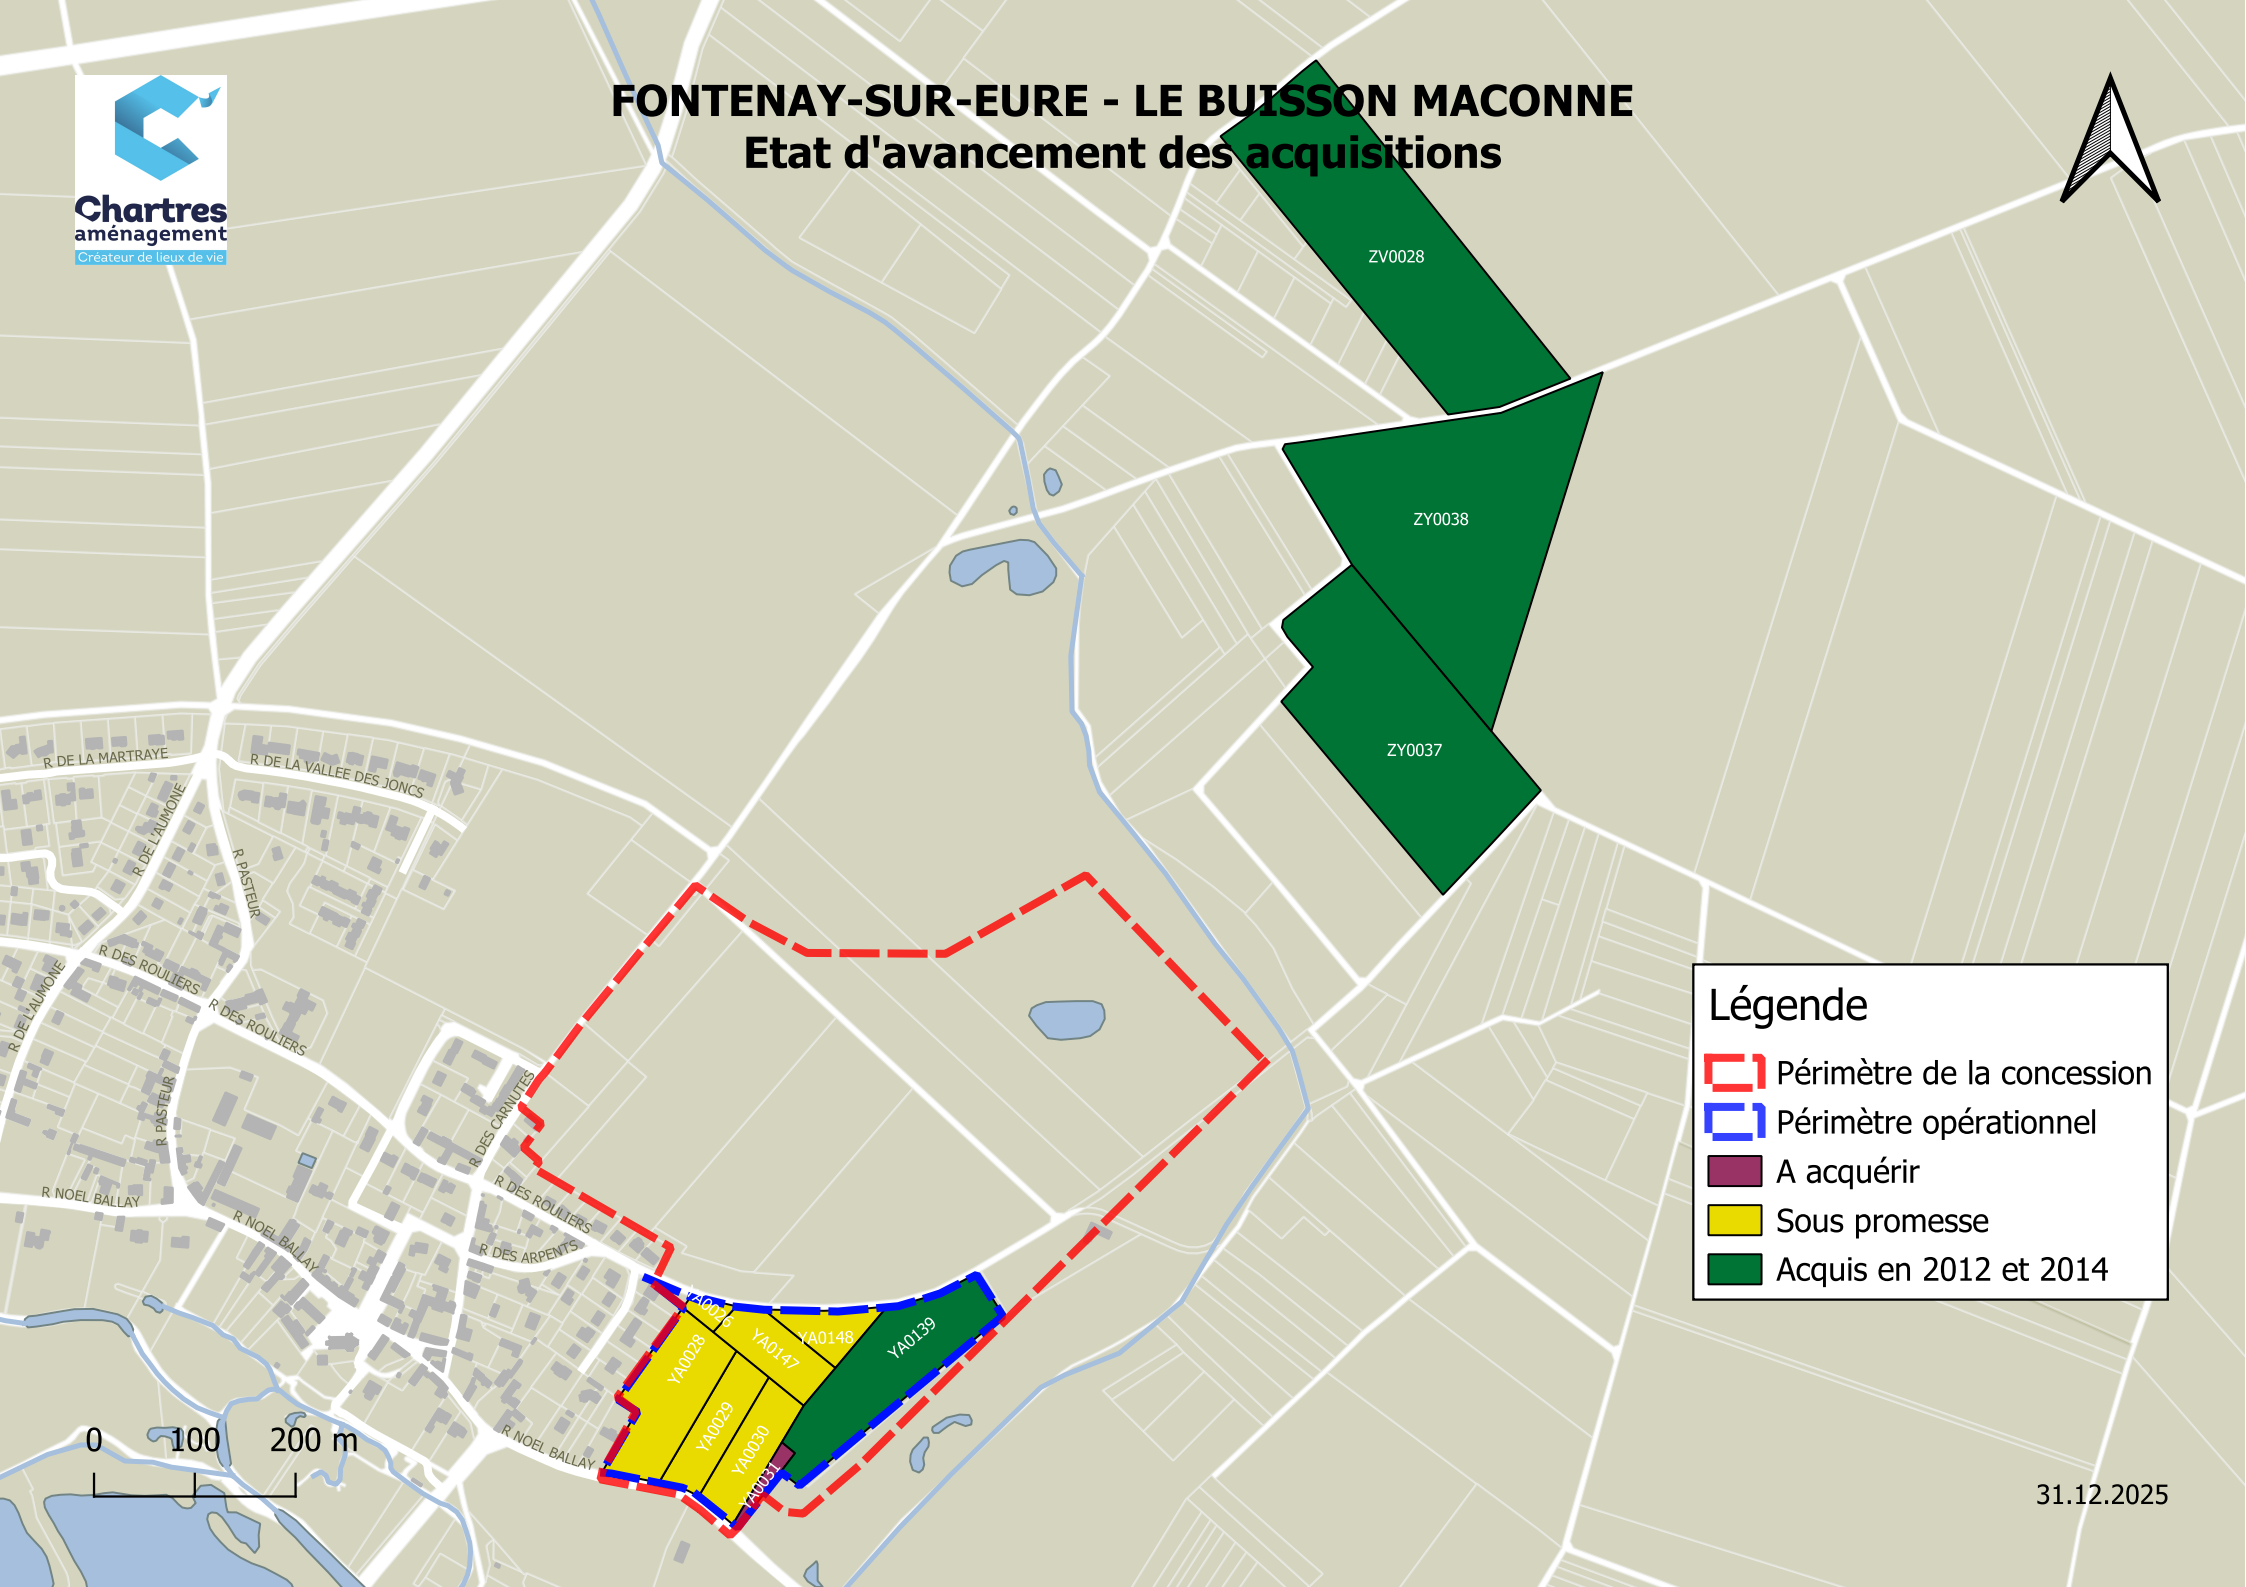 FONTENAY-SUR-EURE - LE BUISSON MACONNE
Etat d'avancement des acquisitions
Chartres
aménagement
Créateur de lieux de vie
ZV0028
ZY0038
ZY0037
R DE LA MARTRAYE
R DE LA VALLEE DES JONCS
R DE L'AUMONE
R PASTEUR
R DES ROULIERS
R DE L'AUMONE
R DES ROULIERS
R PASTEUR
R DES CARNUTES
R NOEL BALLAY
R NOEL BALLAY
R DES ROULIERS
R DES ARPENTS
R NOEL BALLAY
YA0026
YA0028
YA0147
YA0148
YA0139
YA0029
YA0030
YA0031
Légende
Périmètre de la concession
Périmètre opérationnel
A acquérir
Sous promesse
Acquis en 2012 et 2014
0 100 200 m
31.12.2025